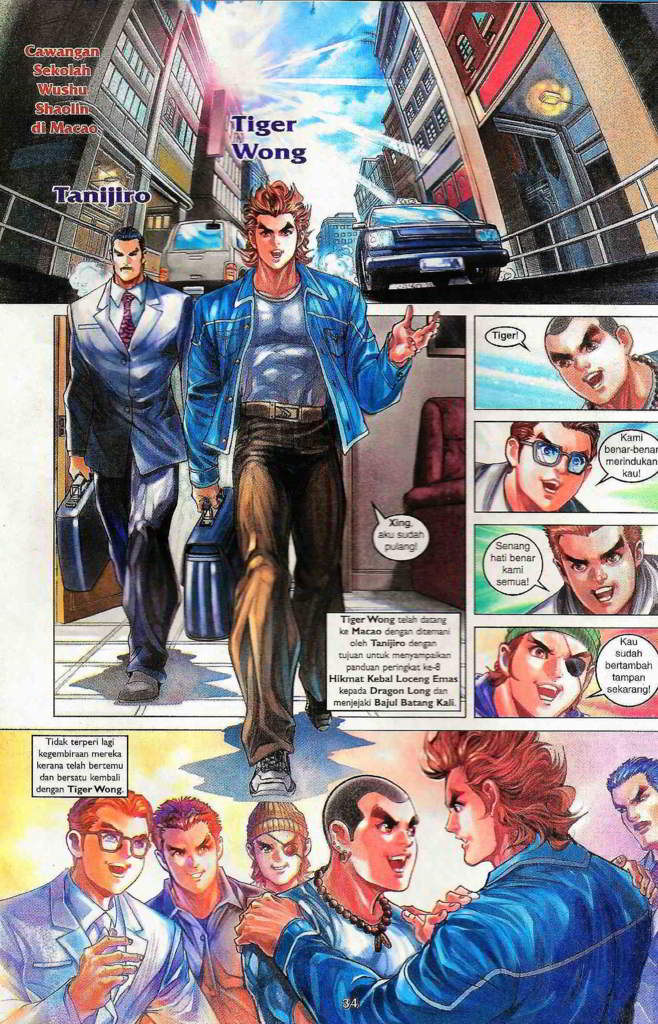 Cawangan
Sekolah
Wushu
Shaolin
di Macao
Tiger
Wong
Tanijiro
Tiger!
Kami
benar-benar
merindukan
kau!
Xing,
aku sudah
pulang!
Senang
hati benar
kami
semua!
Kau
sudah
bertambah
tampan
sekarang!
Tiger Wong telah datang
ke Macao dengan ditemani
oleh Tanijiro dengan
tujuan untuk menyampaikan
panduan peringkat ke-8
Hikmat Kebal Loceng Emas
kepada Dragon Long dan
menjejaki Bajul Batang Kali.
Tidak terperi lagi
kegembiraan mereka
kerana telah bertemu
dan bersatu kembali
dengan Tiger Wong.
34